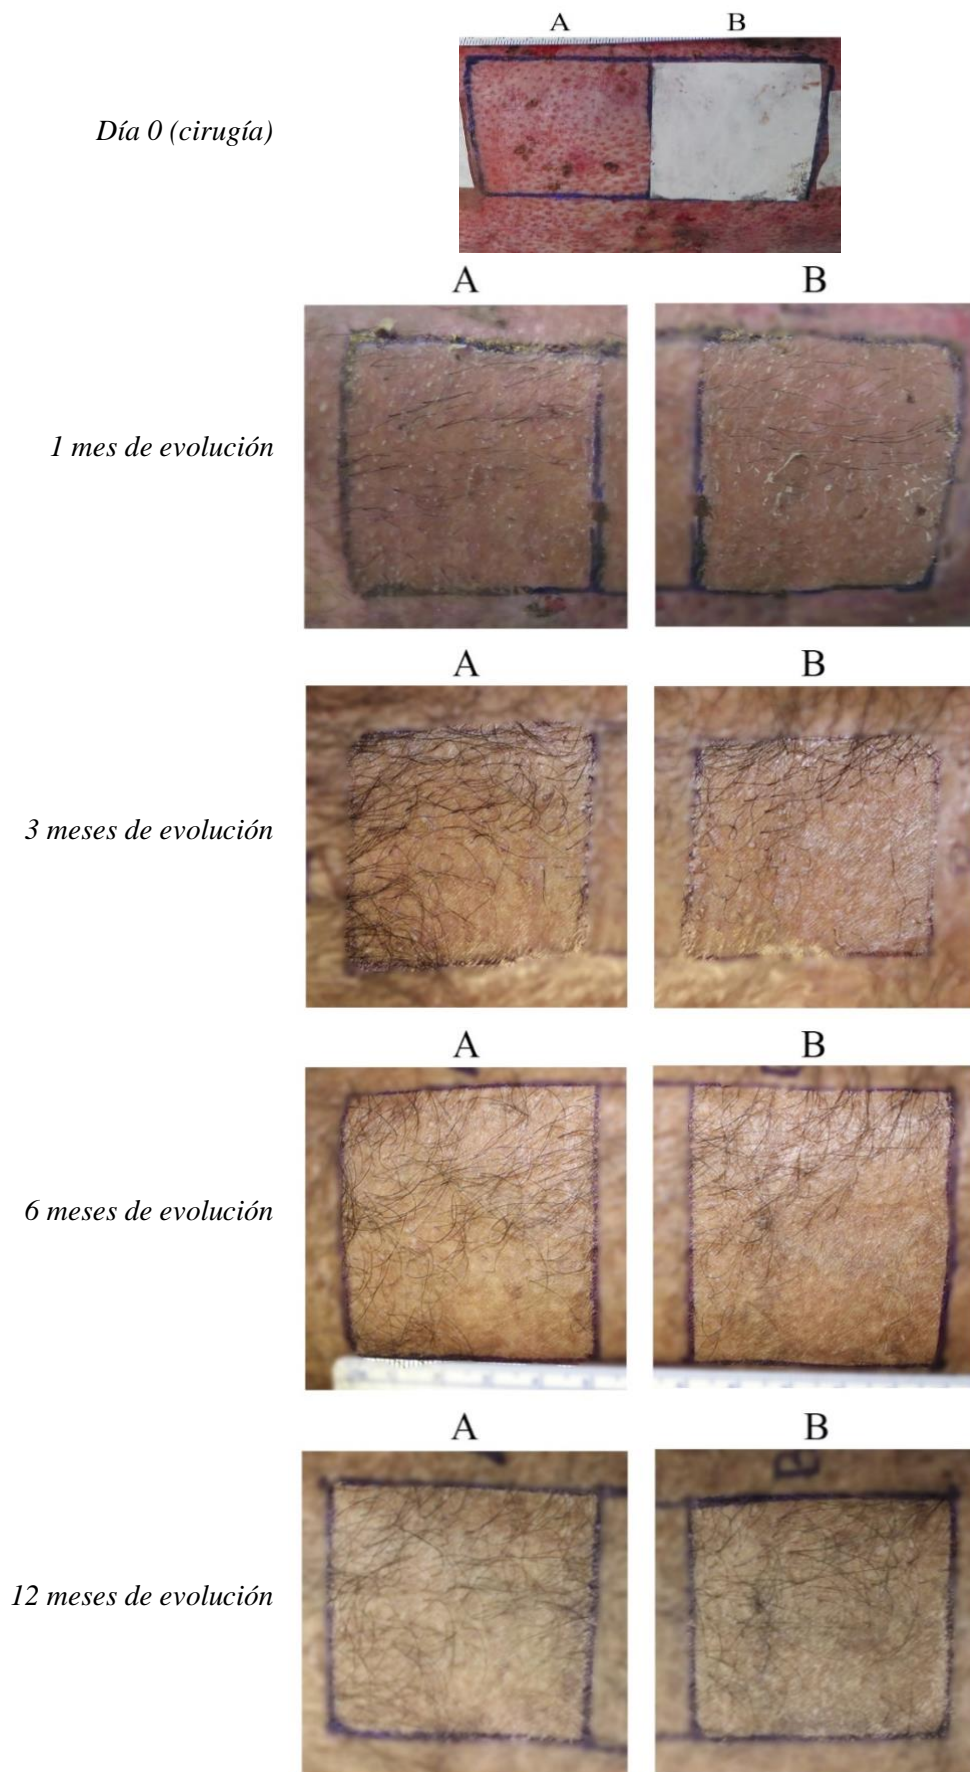 A B
Día 0 (cirugía)
A B
1 mes de evolución
A B
3 meses de evolución
A B
6 meses de evolución
A B
12 meses de evolución
B